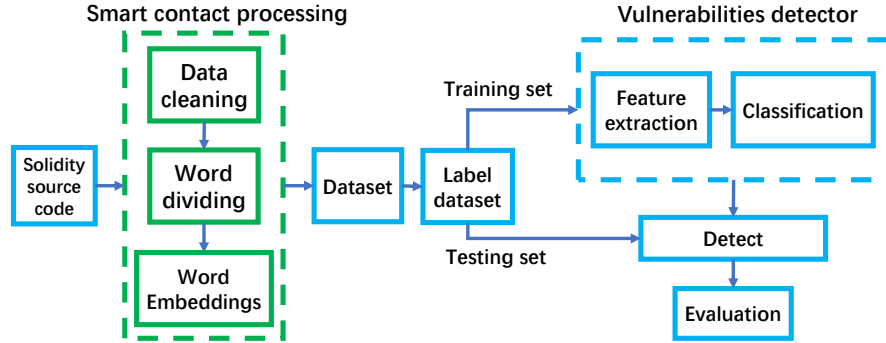 Smart contact processing
Data
cleaning
Word
dividing
Word
Embeddings
Solidity
source
code
Dataset
Label
dataset
Training set
Testing set
Vulnerabilities detector
Feature
extraction
Classification
Detect
Evaluation